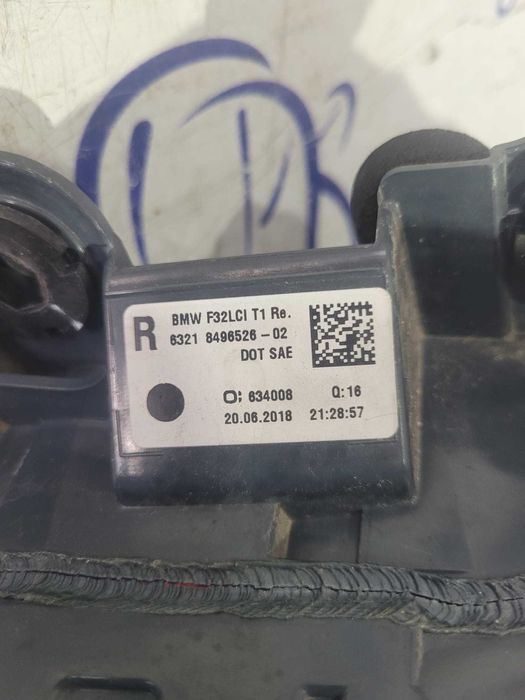 R
BMW F32LCI T1 Re.
6321 8496526-02
DOT SAE
O: 634008 Q:16
20.06.2018 21:28:57